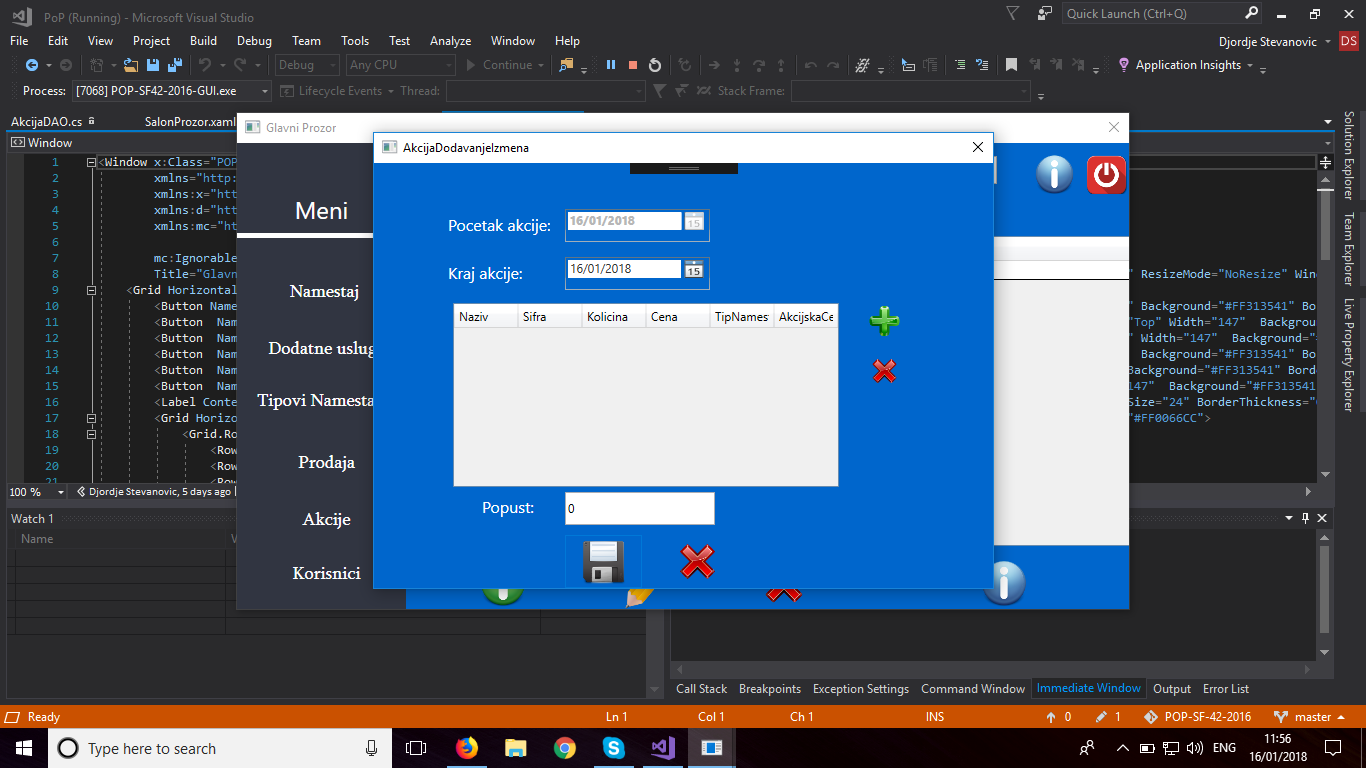 PoP (Running) - Microsoft Visual Studio
Quick Launch (Ctrl+Q)
File Edit View Project Build Debug Team Tools Test Analyze Window Help
Djordje Stevanovic DS
Debug Any CPU Continue Application Insights
Process: [7068] POP-SF42-2016-GUI.exe Lifecycle Events Thread: Stack Frame:
AkcijaDAO.cs SalonProzor.xaml
Window
1 <Window x:Class="POP
2 xmlns="http:
3 xmlns:x="htt
4 xmlns:d="htt
5 xmlns:mc="ht
6
7 mc:Ignorable
8 Title="Glavn
9 <Grid Horizontal
10 <Button Name
11 <Button Nam
12 <Button Nam
13 <Button Nam
14 <Button Nam
15 <Button Nam
16 <Label Conte
17 <Grid Horizo
18 <Grid.Ro
19 <Row
20 <Row
21 <Row
" ResizeMode="NoResize" Win
" Background="#FF313541" Bo
"Top" Width="147" Backgrou
" Width="147" Background="#
" Background="#FF313541" Bo
Background="#FF313541" Bord
147" Background="#FF313541"
Size="24" BorderThickness="
"#FF0066CC">
Glavni Prozor
Meni
Namestaj
Dodatne uslug
Tipovi Namesta
Prodaja
Akcije
Korisnici
AkcijaDodavanjeIzmena
Pocetak akcije: 16/01/2018 15
Kraj akcije: 16/01/2018 15
Naziv Sifra Kolicina Cena TipNames AkcijskaCe
Popust: 0
Solution Explorer
Team Explorer
Live Property Explorer
100 % Djordje Stevanovic, 5 days ago
Watch 1
Name V
Call Stack Breakpoints Exception Settings Command Window Immediate Window Output Error List
Ready Ln 1 Col 1 Ch 1 INS 0 1 POP-SF-42-2016 master
Type here to search
ENG
11:56
16/01/2018